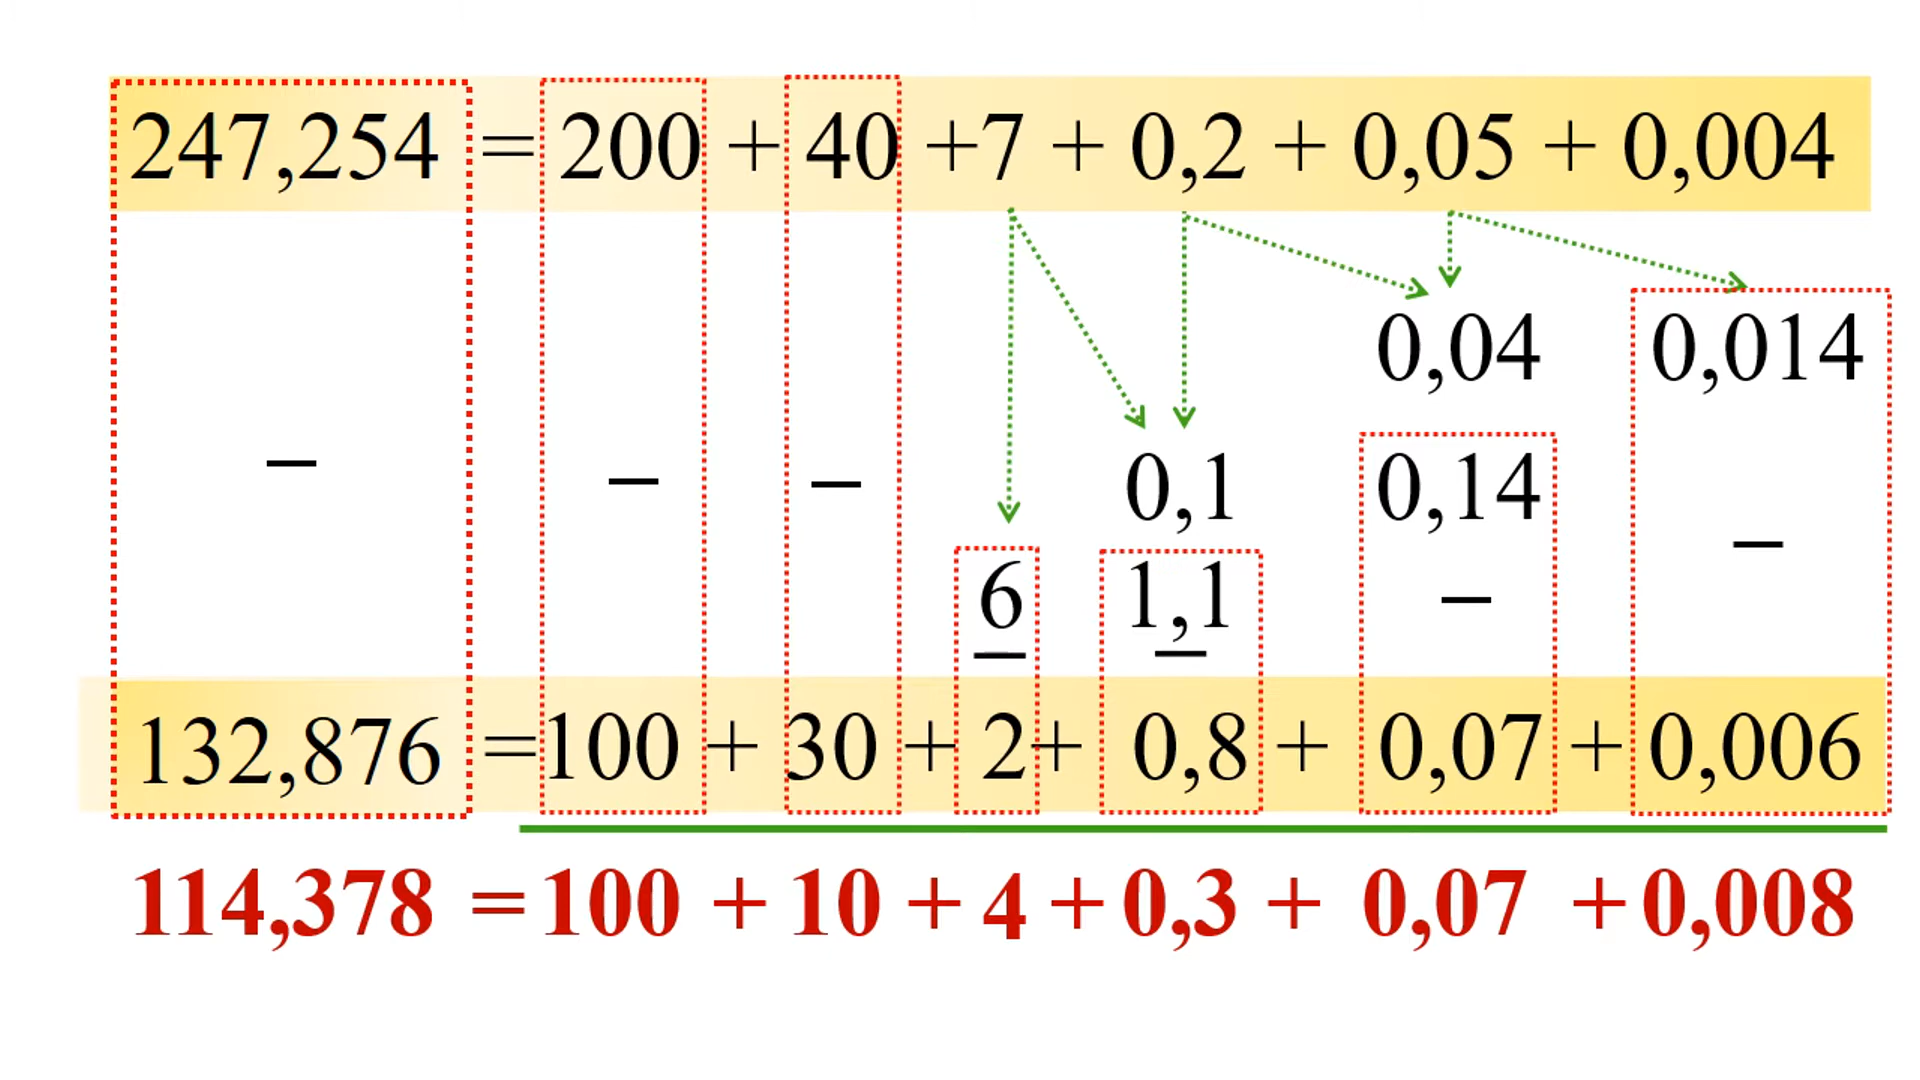 247,254 = 200 + 40 +7 + 0,2 + 0,05 + 0,004
0,04 0,014
– – – 0,1 0,14 –
6 1,1 –
– –
132,876 =100 + 30 + 2+ 0,8 + 0,07 + 0,006
114,378 = 100 + 10 + 4 + 0,3 + 0,07 + 0,008